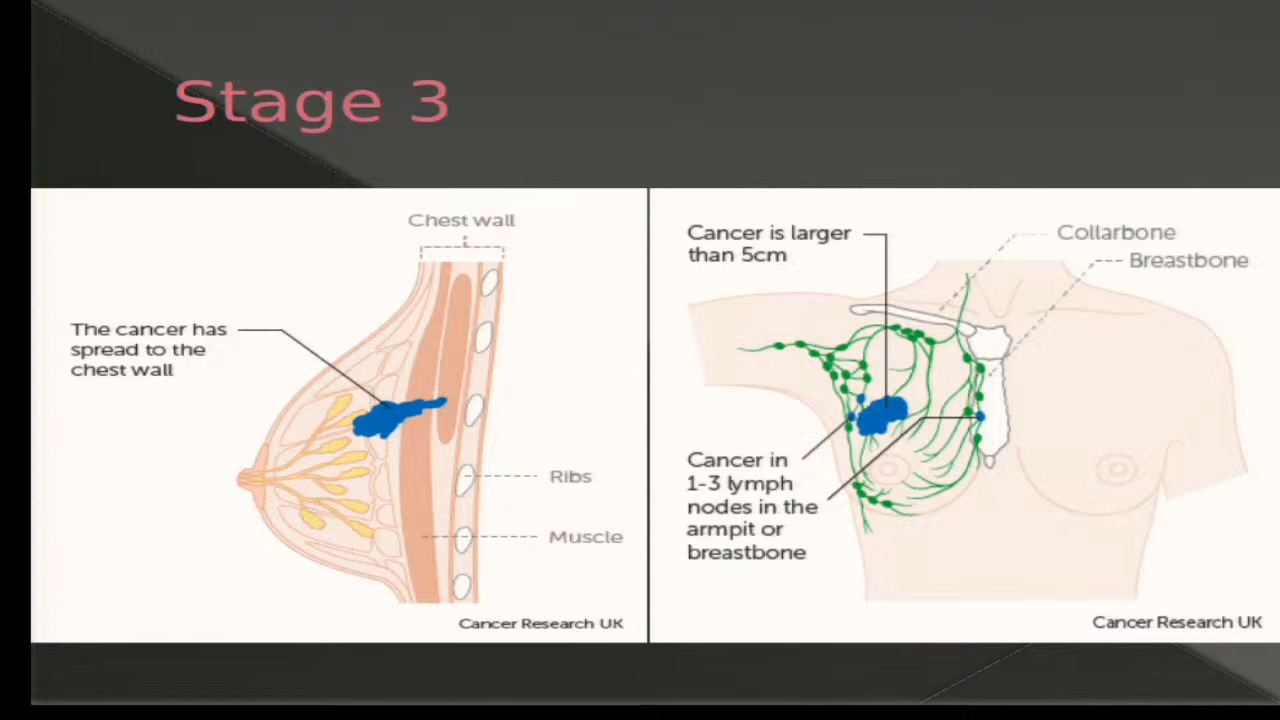 Stage 3
Chest wall
The cancer has
spread to the
chest wall
Ribs
Muscle
Cancer Research UK
Cancer is larger
than 5cm
Collarbone
Breastbone
Cancer in
1-3 lymph
nodes in the
armpit or
breastbone
Cancer Research UK